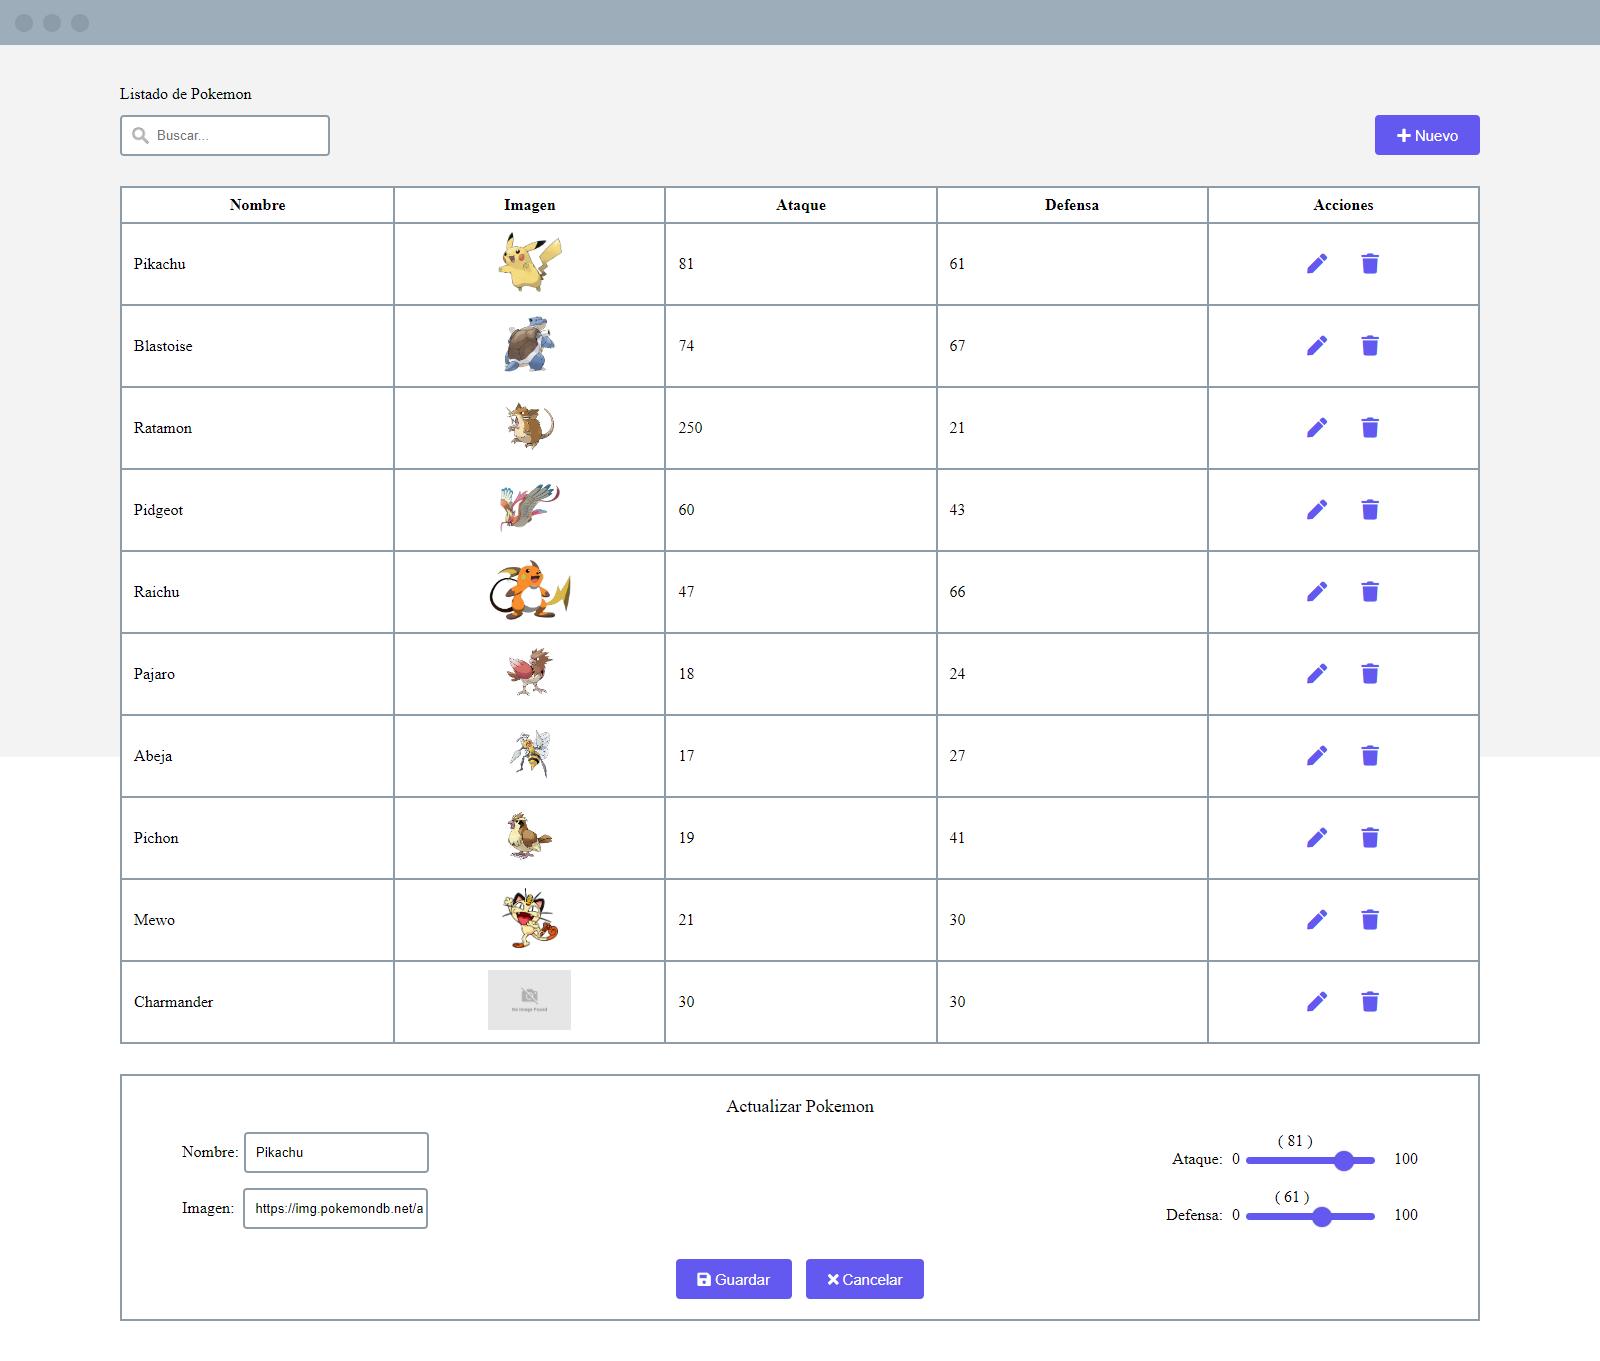 Listado de Pokemon
Buscar...
Nuevo
Nombre Imagen Ataque Defensa Acciones
Pikachu 81 61
Blastoise 74 67
Ratamon 250 21
Pidgeot 60 43
Raichu 47 66
Pajaro 18 24
Abeja 17 27
Pichon 19 41
Mewo 21 30
Charmander No Image Found 30 30
Actualizar Pokemon
Nombre: Pikachu
( 81 )
Ataque: 0 100
Imagen: https://img.pokemondb.net/a
( 61 )
Defensa: 0 100
Guardar Cancelar